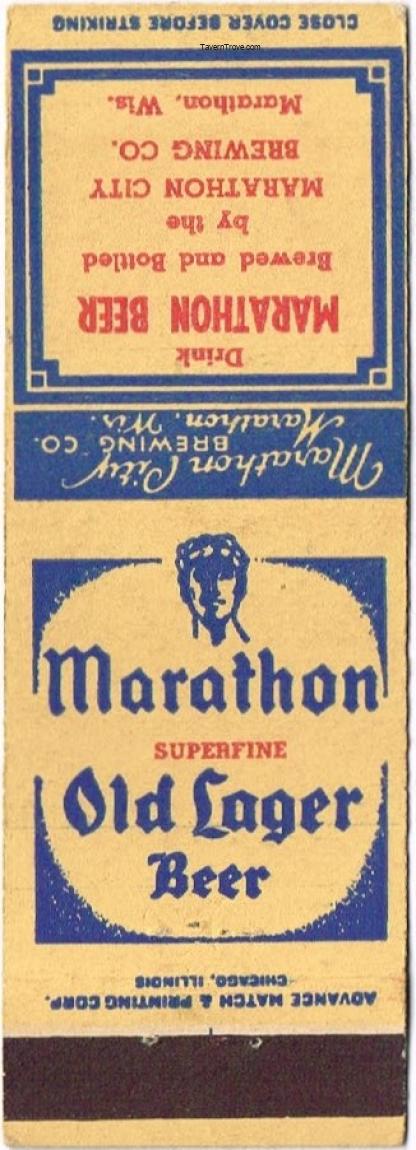 TavernTrove.com
CLOSE COVER BEFORE STRIKING
Drink
MARATHON BEER
Brewed and Bottled
by the
MARATHON CITY
BREWING CO.
Marathon, Wis.
Marathon City
BREWING CO.
Marathon, Wis.
Marathon
SUPERFINE
Old Lager
Beer
ADVANCE MATCH & PRINTING CORP.
CHICAGO, ILLINOIS